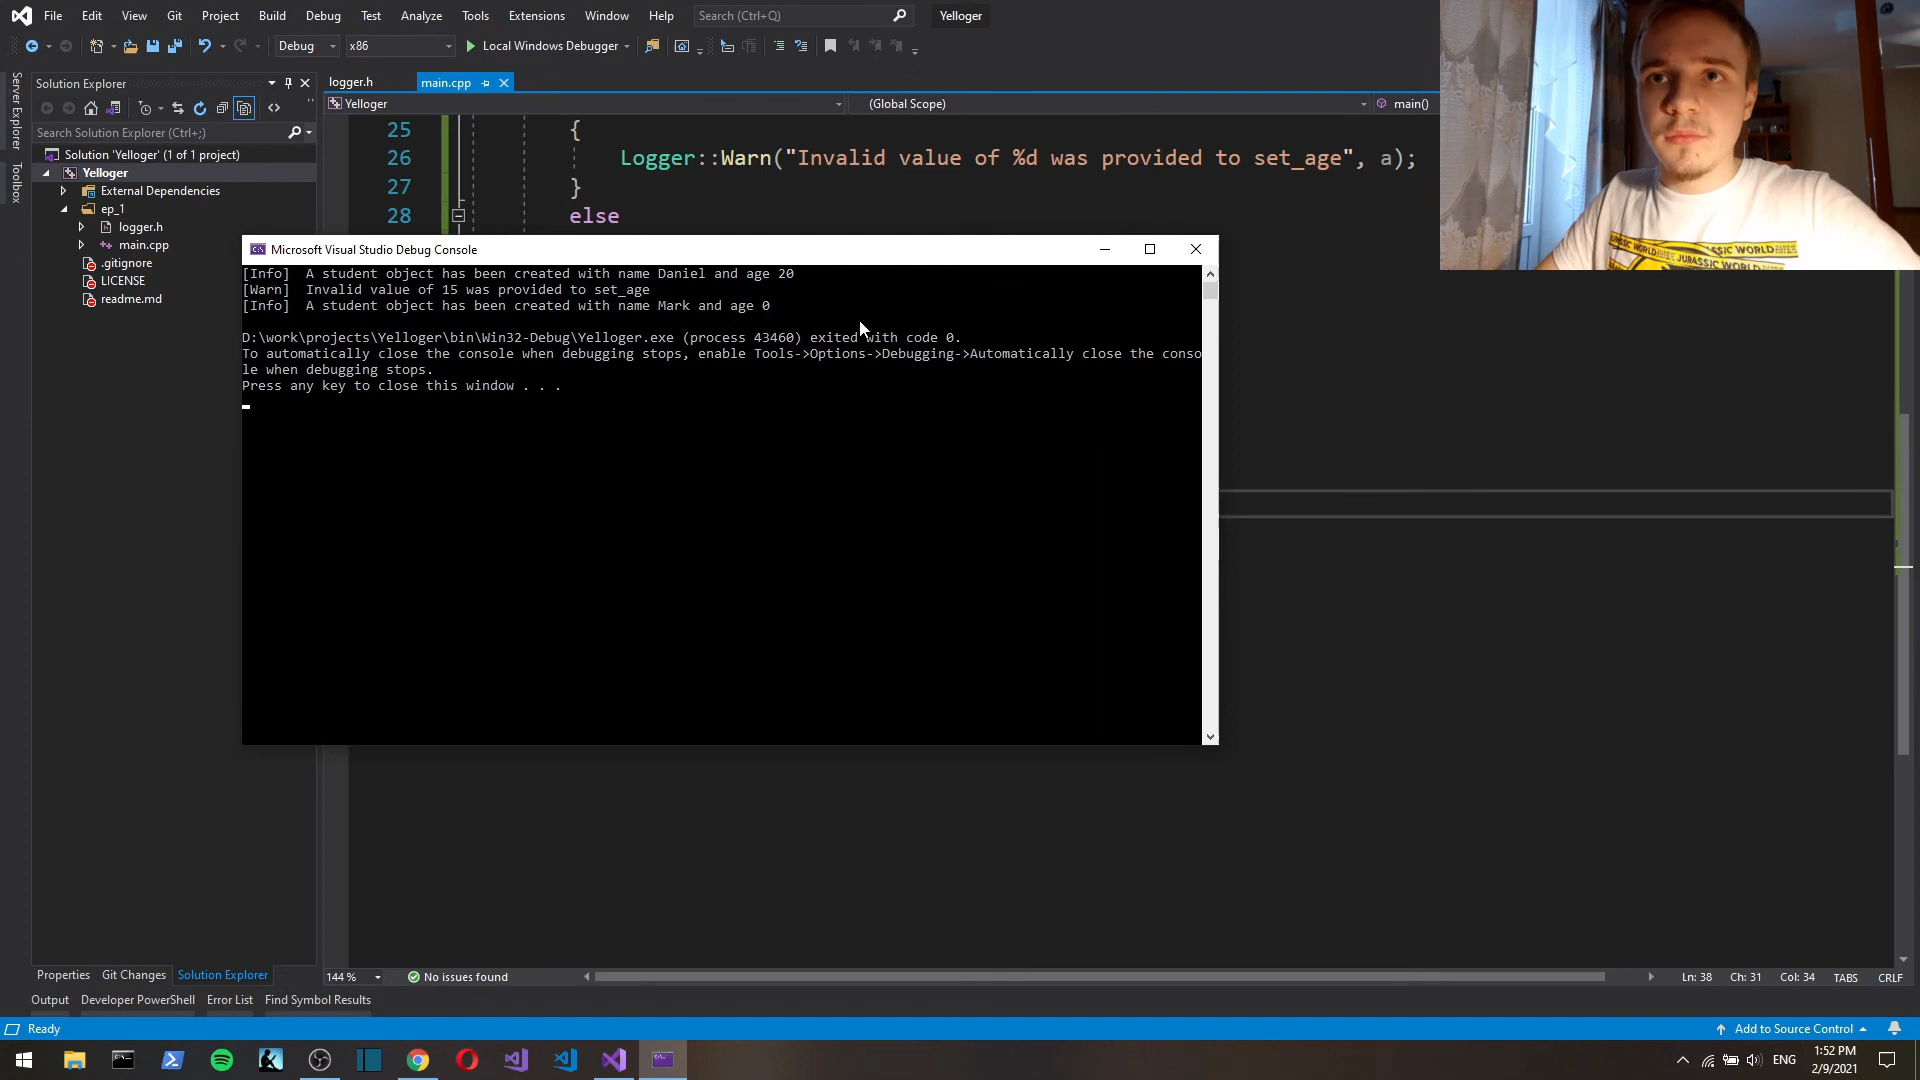 File Edit View Git Project Build Debug Test Analyze Tools Extensions Window Help Search (Ctrl+Q) Yelloger
Debug x86 Local Windows Debugger
Server Explorer
Toolbox
Solution Explorer
Search Solution Explorer (Ctrl+;)
Solution 'Yelloger' (1 of 1 project)
Yelloger
External Dependencies
ep_1
logger.h
main.cpp
.gitignore
LICENSE
readme.md
logger.h main.cpp
Yelloger (Global Scope) main()
25 {
26 Logger::Warn("Invalid value of %d was provided to set_age", a);
27 }
28 else
Microsoft Visual Studio Debug Console
[Info] A student object has been created with name Daniel and age 20
[Warn] Invalid value of 15 was provided to set_age
[Info] A student object has been created with name Mark and age 0
D:\work\projects\Yelloger\bin\Win32-Debug\Yelloger.exe (process 43460) exited with code 0.
To automatically close the console when debugging stops, enable Tools->Options->Debugging->Automatically close the conso
le when debugging stops.
Press any key to close this window . . .
JURASSIC WORLD
Properties Git Changes Solution Explorer
144 % No issues found Ln: 38 Ch: 31 Col: 34 TABS CRLF
Output Developer PowerShell Error List Find Symbol Results
Ready Add to Source Control
ENG 1:52 PM
2/9/2021